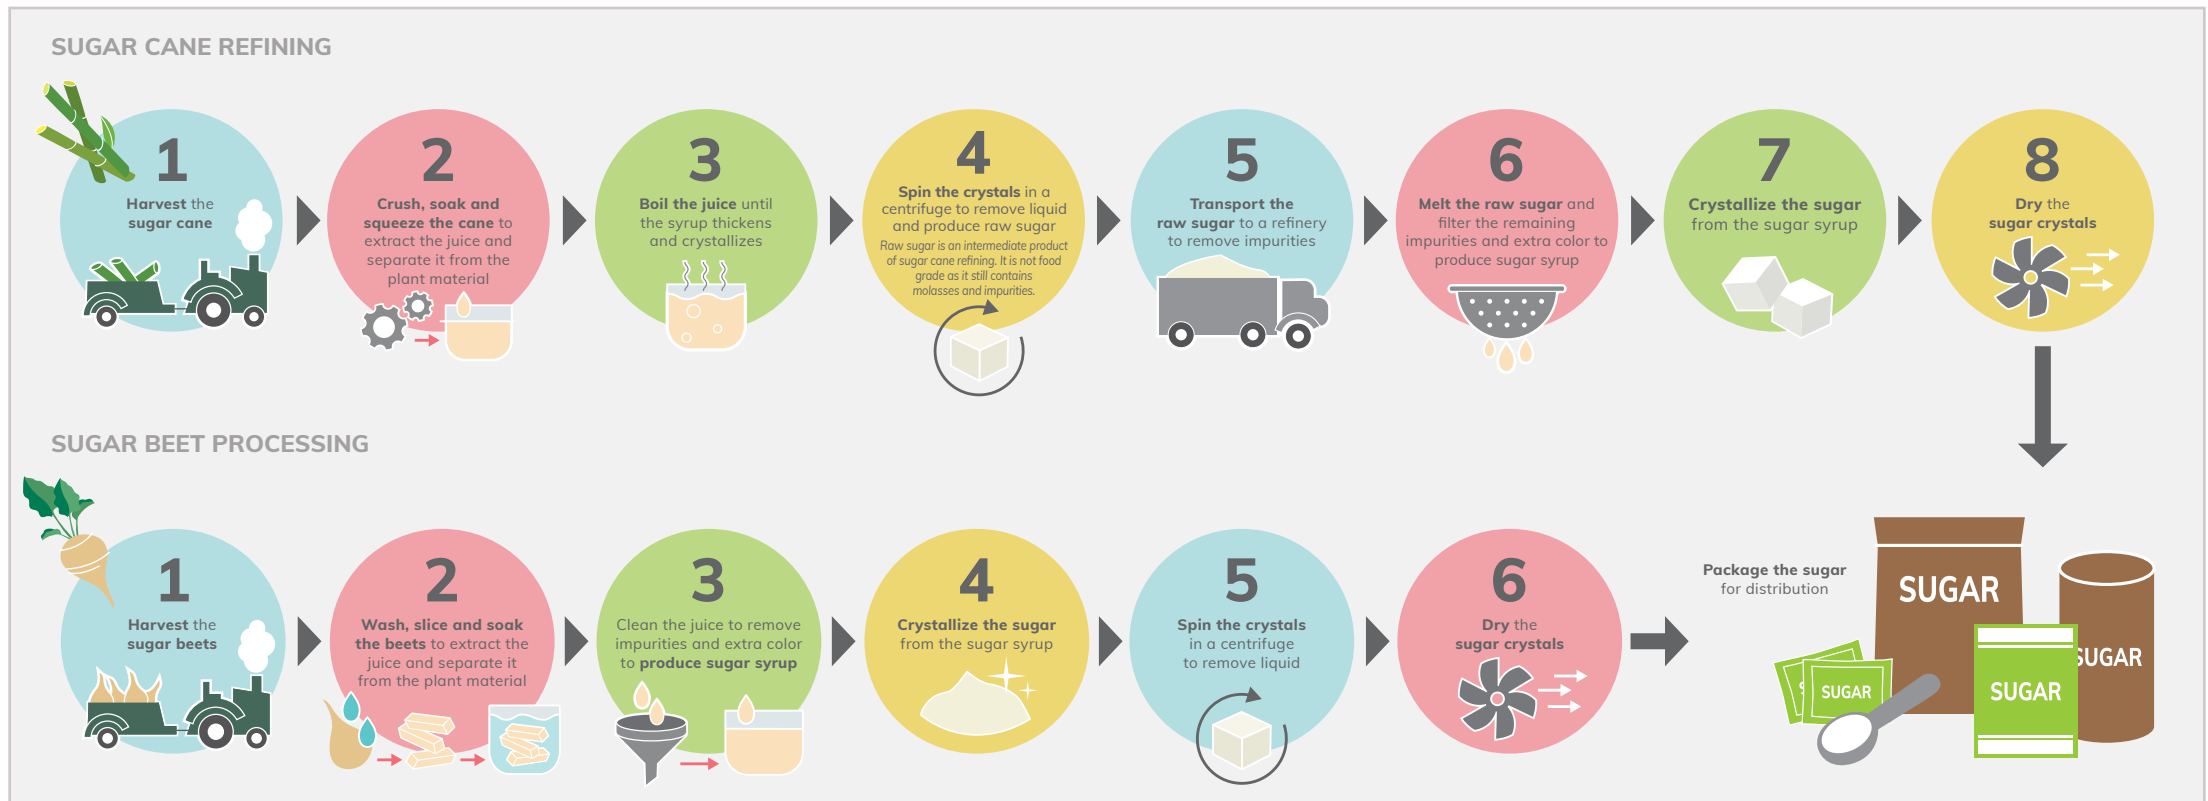 SUGAR CANE REFINING
1
Harvest the
sugar cane
2
Crush, soak and
squeeze the cane to
extract the juice and
separate it from the
plant material
3
Boil the juice until
the syrup thickens
and crystallizes
4
Spin the crystals in a
centrifuge to remove liquid
and produce raw sugar
Raw sugar is an intermediate product
of sugar cane refining. It is not food
grade as it still contains
molasses and impurities.
5
Transport the
raw sugar to a refinery
to remove impurities
6
Melt the raw sugar and
filter the remaining
impurities and extra color to
produce sugar syrup
7
Crystallize the sugar
from the sugar syrup
8
Dry the
sugar crystals
SUGAR BEET PROCESSING
1
Harvest the
sugar beets
2
Wash, slice and soak
the beets to extract the
juice and separate it
from the plant material
3
Clean the juice to remove
impurities and extra color
to produce sugar syrup
4
Crystallize the sugar
from the sugar syrup
5
Spin the crystals
in a centrifuge
to remove liquid
6
Dry the
sugar crystals
Package the sugar
for distribution
SUGAR
SUGAR
SUGAR
SUGAR